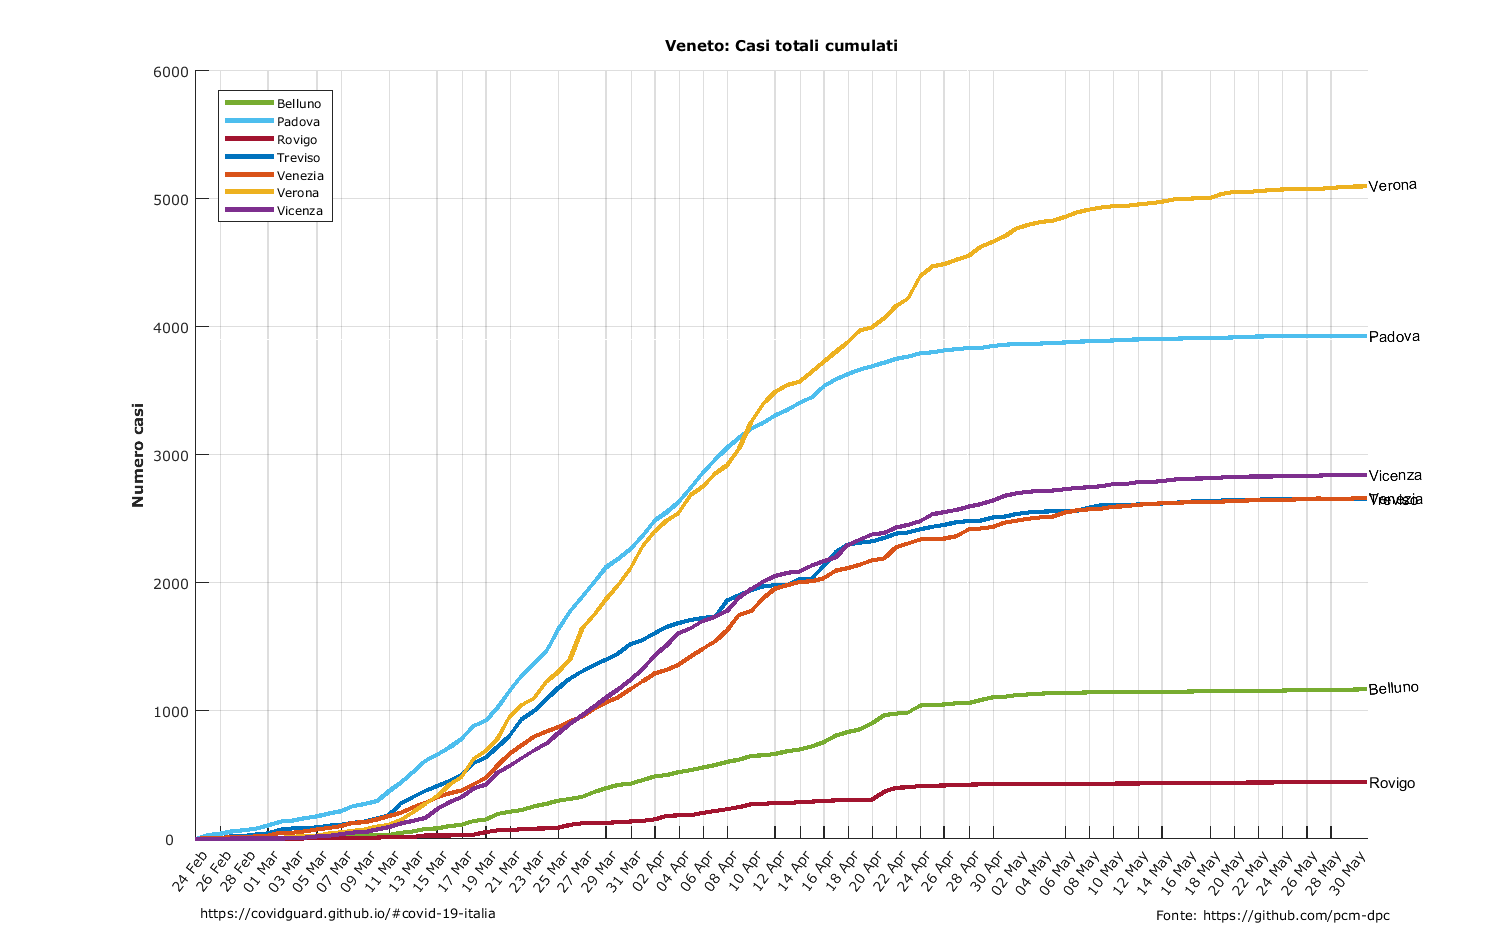 Veneto: Casi totali cumulati
6000
5000
4000
3000
2000
1000
0
Numero casi
Belluno
Padova
Rovigo
Treviso
Venezia
Verona
Vicenza
Verona
Padova
Vicenza
Venezia
Treviso
Belluno
Rovigo
24 Feb
26 Feb
28 Feb
01 Mar
03 Mar
05 Mar
07 Mar
09 Mar
11 Mar
13 Mar
15 Mar
17 Mar
19 Mar
21 Mar
23 Mar
25 Mar
27 Mar
29 Mar
31 Mar
02 Apr
04 Apr
06 Apr
08 Apr
10 Apr
12 Apr
14 Apr
16 Apr
18 Apr
20 Apr
22 Apr
24 Apr
26 Apr
28 Apr
30 Apr
02 May
04 May
06 May
08 May
10 May
12 May
14 May
16 May
18 May
20 May
22 May
24 May
26 May
28 May
30 May
https://covidguard.github.io/#covid-19-italia
Fonte: https://github.com/pcm-dpc